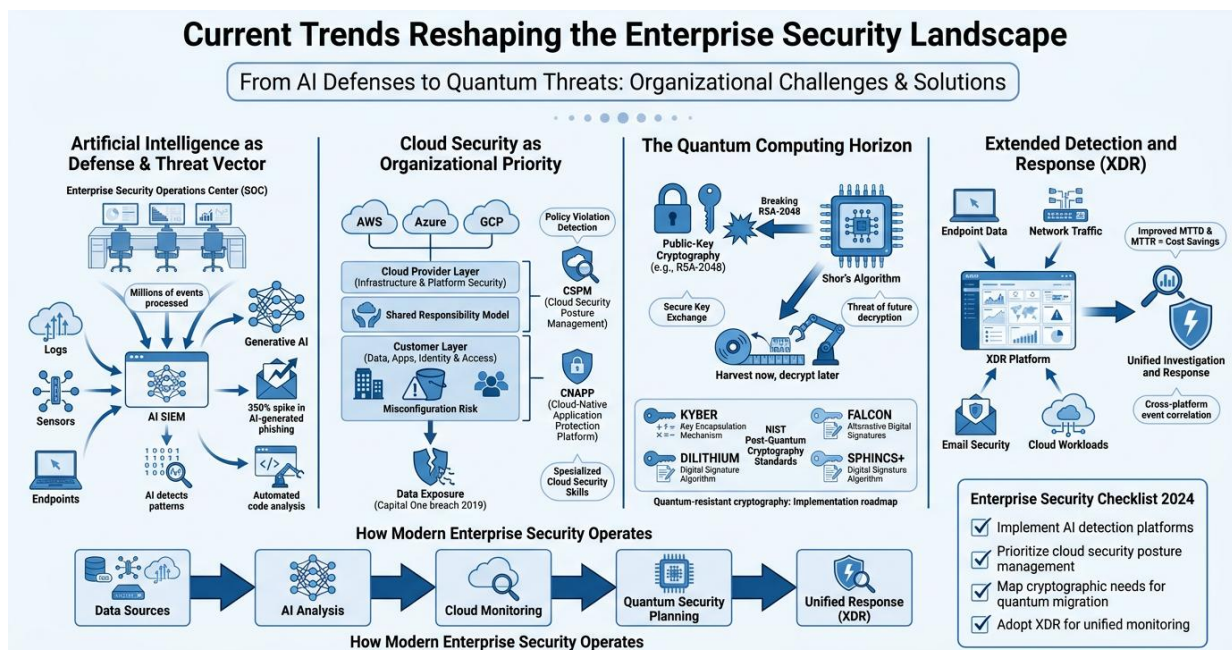 Current Trends Reshaping the Enterprise Security Landscape
From AI Defenses to Quantum Threats: Organizational Challenges & Solutions
Artificial Intelligence as
Defense & Threat Vector
Enterprise Security Operations Center (SOC)
Millions of events
processed
Logs
Sensors
Endpoints
AI SIEM
Generative AI
350% spike in
AI-generated
phishing
AI detects
patterns
Automated
code analysis
Cloud Security as
Organizational Priority
AWS
Azure
GCP
Policy Violation
Detection
Cloud Provider Layer
(Infrastructure & Platform Security)
Shared Responsibility Model
CSPM
(Cloud Security
Posture
Management)
Customer Layer
(Data, Apps, Identity & Access)
Misconfiguration Risk
CNAPP
(Cloud-Native
Application
Protection
Platform)
Spesialized
Cloud Security
Skills
Data Exposure
(Capital One breach 2019)
The Quantum Computing Horizon
Breaking
RSA-2048
Public-Key
Cryptography
(e.g., RSA-2048)
Shor's Algorithm
Secure Key
Exchange
Threat of future
decryption
Harvest now, decrypt later
KYBER
Key Encapsulation
Mechanism
DILITHIUM
Digital Signature
Algorithm
NIST
Post-Quantum
Cryptography
Standards
FALCON
Digital
Signatures
SPHINCS+
Algorithm
Quantum-resistant cryptography: Implementation roadmap
Extended Detection and
Response (XDR)
Endpoint Data
Network Traffic
Improved MTTD &
MTTR = Cost Savings
XDR Platform
Unified Investigation
and Response
Cross-platform
event correlation
Email Security
Cloud Workloads
Enterprise Security Checklist 2024
Implement AI detection platforms
Prioritize cloud security posture
management
Map cryptographic needs for
quantum migration
Adopt XDR for unified monitoring
How Modern Enterprise Security Operates
Data Sources
AI Analysis
Cloud Monitoring
Quantum Security
Planning
Unified Response
(XDR)
How Modern Enterprise Security Operates